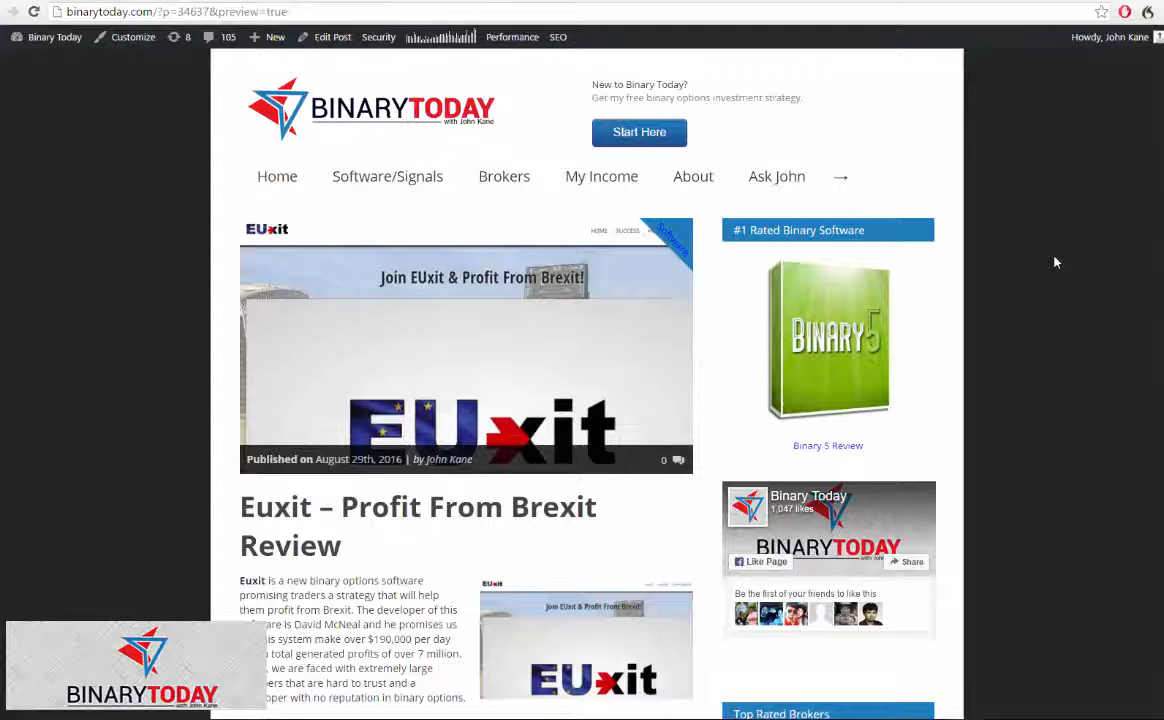 binarytoday.com/?p=34637&preview=true
Binary Today Customize 8 105 New Edit Post Security Performance SEO Howdy, John Kane
BINARYTODAY
with John Kane
New to Binary Today?
Get my free binary options investment strategy.
Start Here
Home Software/Signals Brokers My Income About Ask John →
EUxit
HOME SUCCESS
Software
Join EUxit & Profit From Brexit!
EUxit
Published on August 29th, 2016 | by John Kane 0
Euxit – Profit From Brexit
Review
Euxit is a new binary options software
promising traders a strategy that will help
them profit from Brexit. The developer of this
is David McNeal and he promises us
system make over $190,000 per day
total generated profits of over 7 million.
we are faced with extremely large
that are hard to trust and a
with no reputation in binary options.
EUxit
Join EUxit & Profit From Brexit!
EUxit
#1 Rated Binary Software
BINARY 5
Binary 5 Review
Binary Today
1,047 likes
BINARYTODAY
with John Kane
Like Page Share
Be the first of your friends to like this
Top Rated Brokers
BINARYTODAY
with John Kane